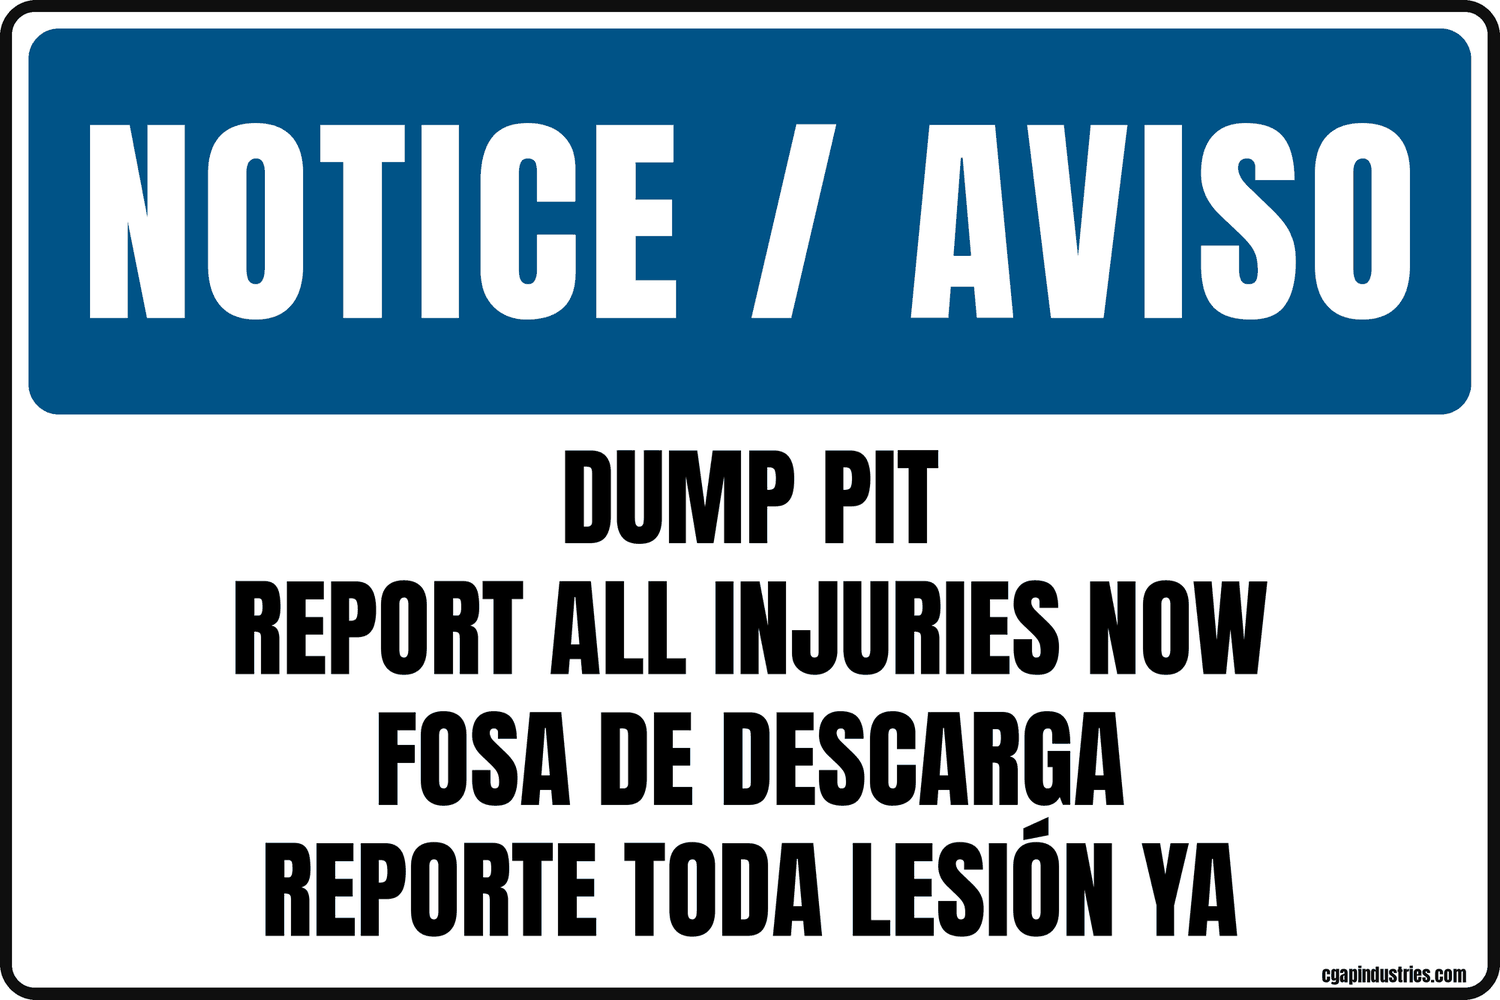 NOTICE / AVISO
DUMP PIT
REPORT ALL INJURIES NOW
FOSA DE DESCARGA
REPORTE TODA LESIÓN YA
cgapindustries.com